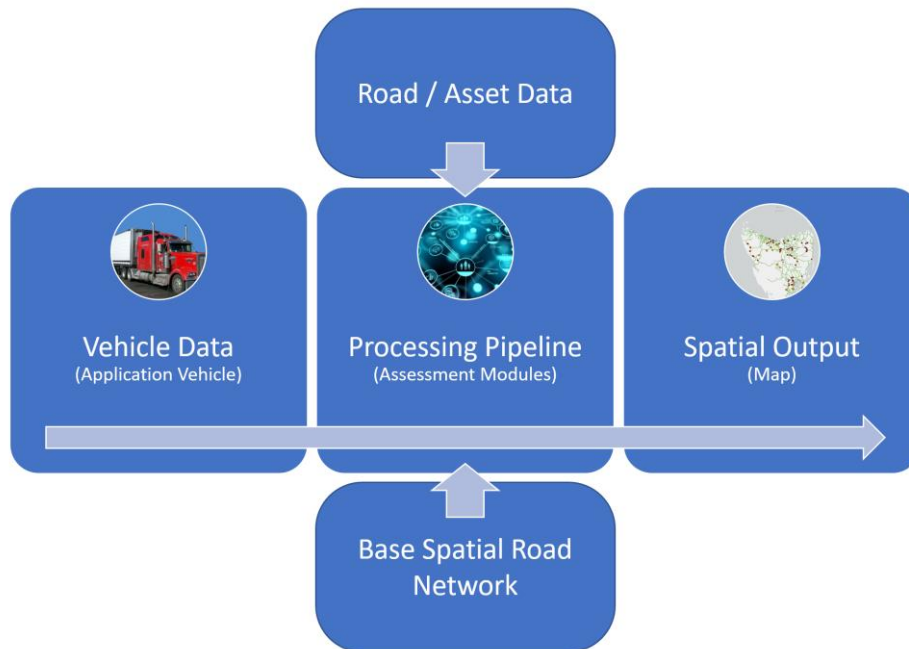 Road / Asset Data
Vehicle Data
(Application Vehicle)
Processing Pipeline
(Assessment Modules)
Spatial Output
(Map)
Base Spatial Road
Network